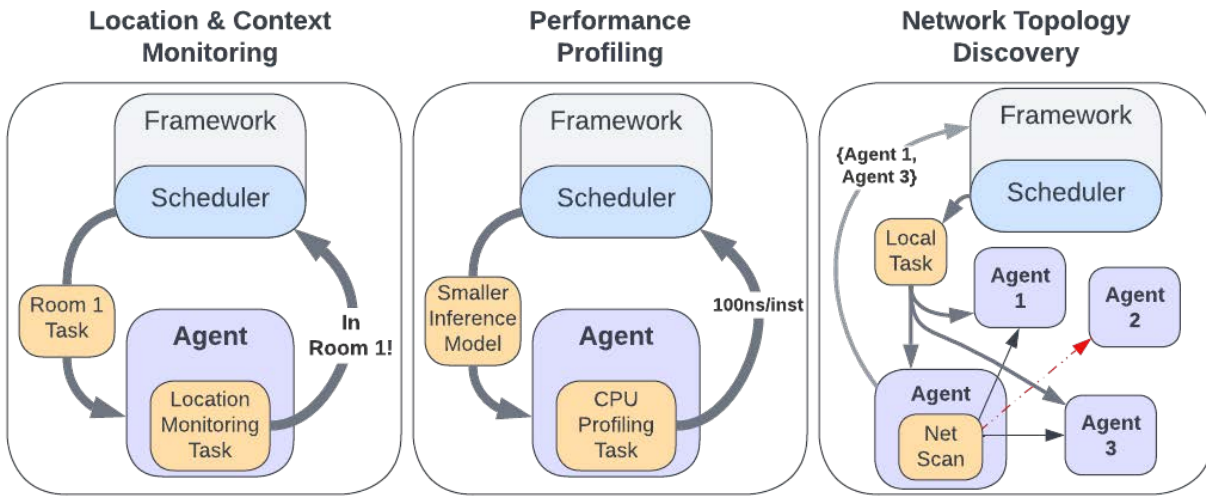 Location & Context
Monitoring
Framework
Scheduler
Room 1
Task
In
Room 1!
Agent
Location
Monitoring
Task
Performance
Profiling
Framework
Scheduler
Smaller
Inference
Model
100ns/inst
Agent
CPU
Profiling
Task
Network Topology
Discovery
Framework
{Agent 1,
Agent 3}
Scheduler
Local
Task
Agent
1
Agent
2
Agent
Net
Scan
Agent
3